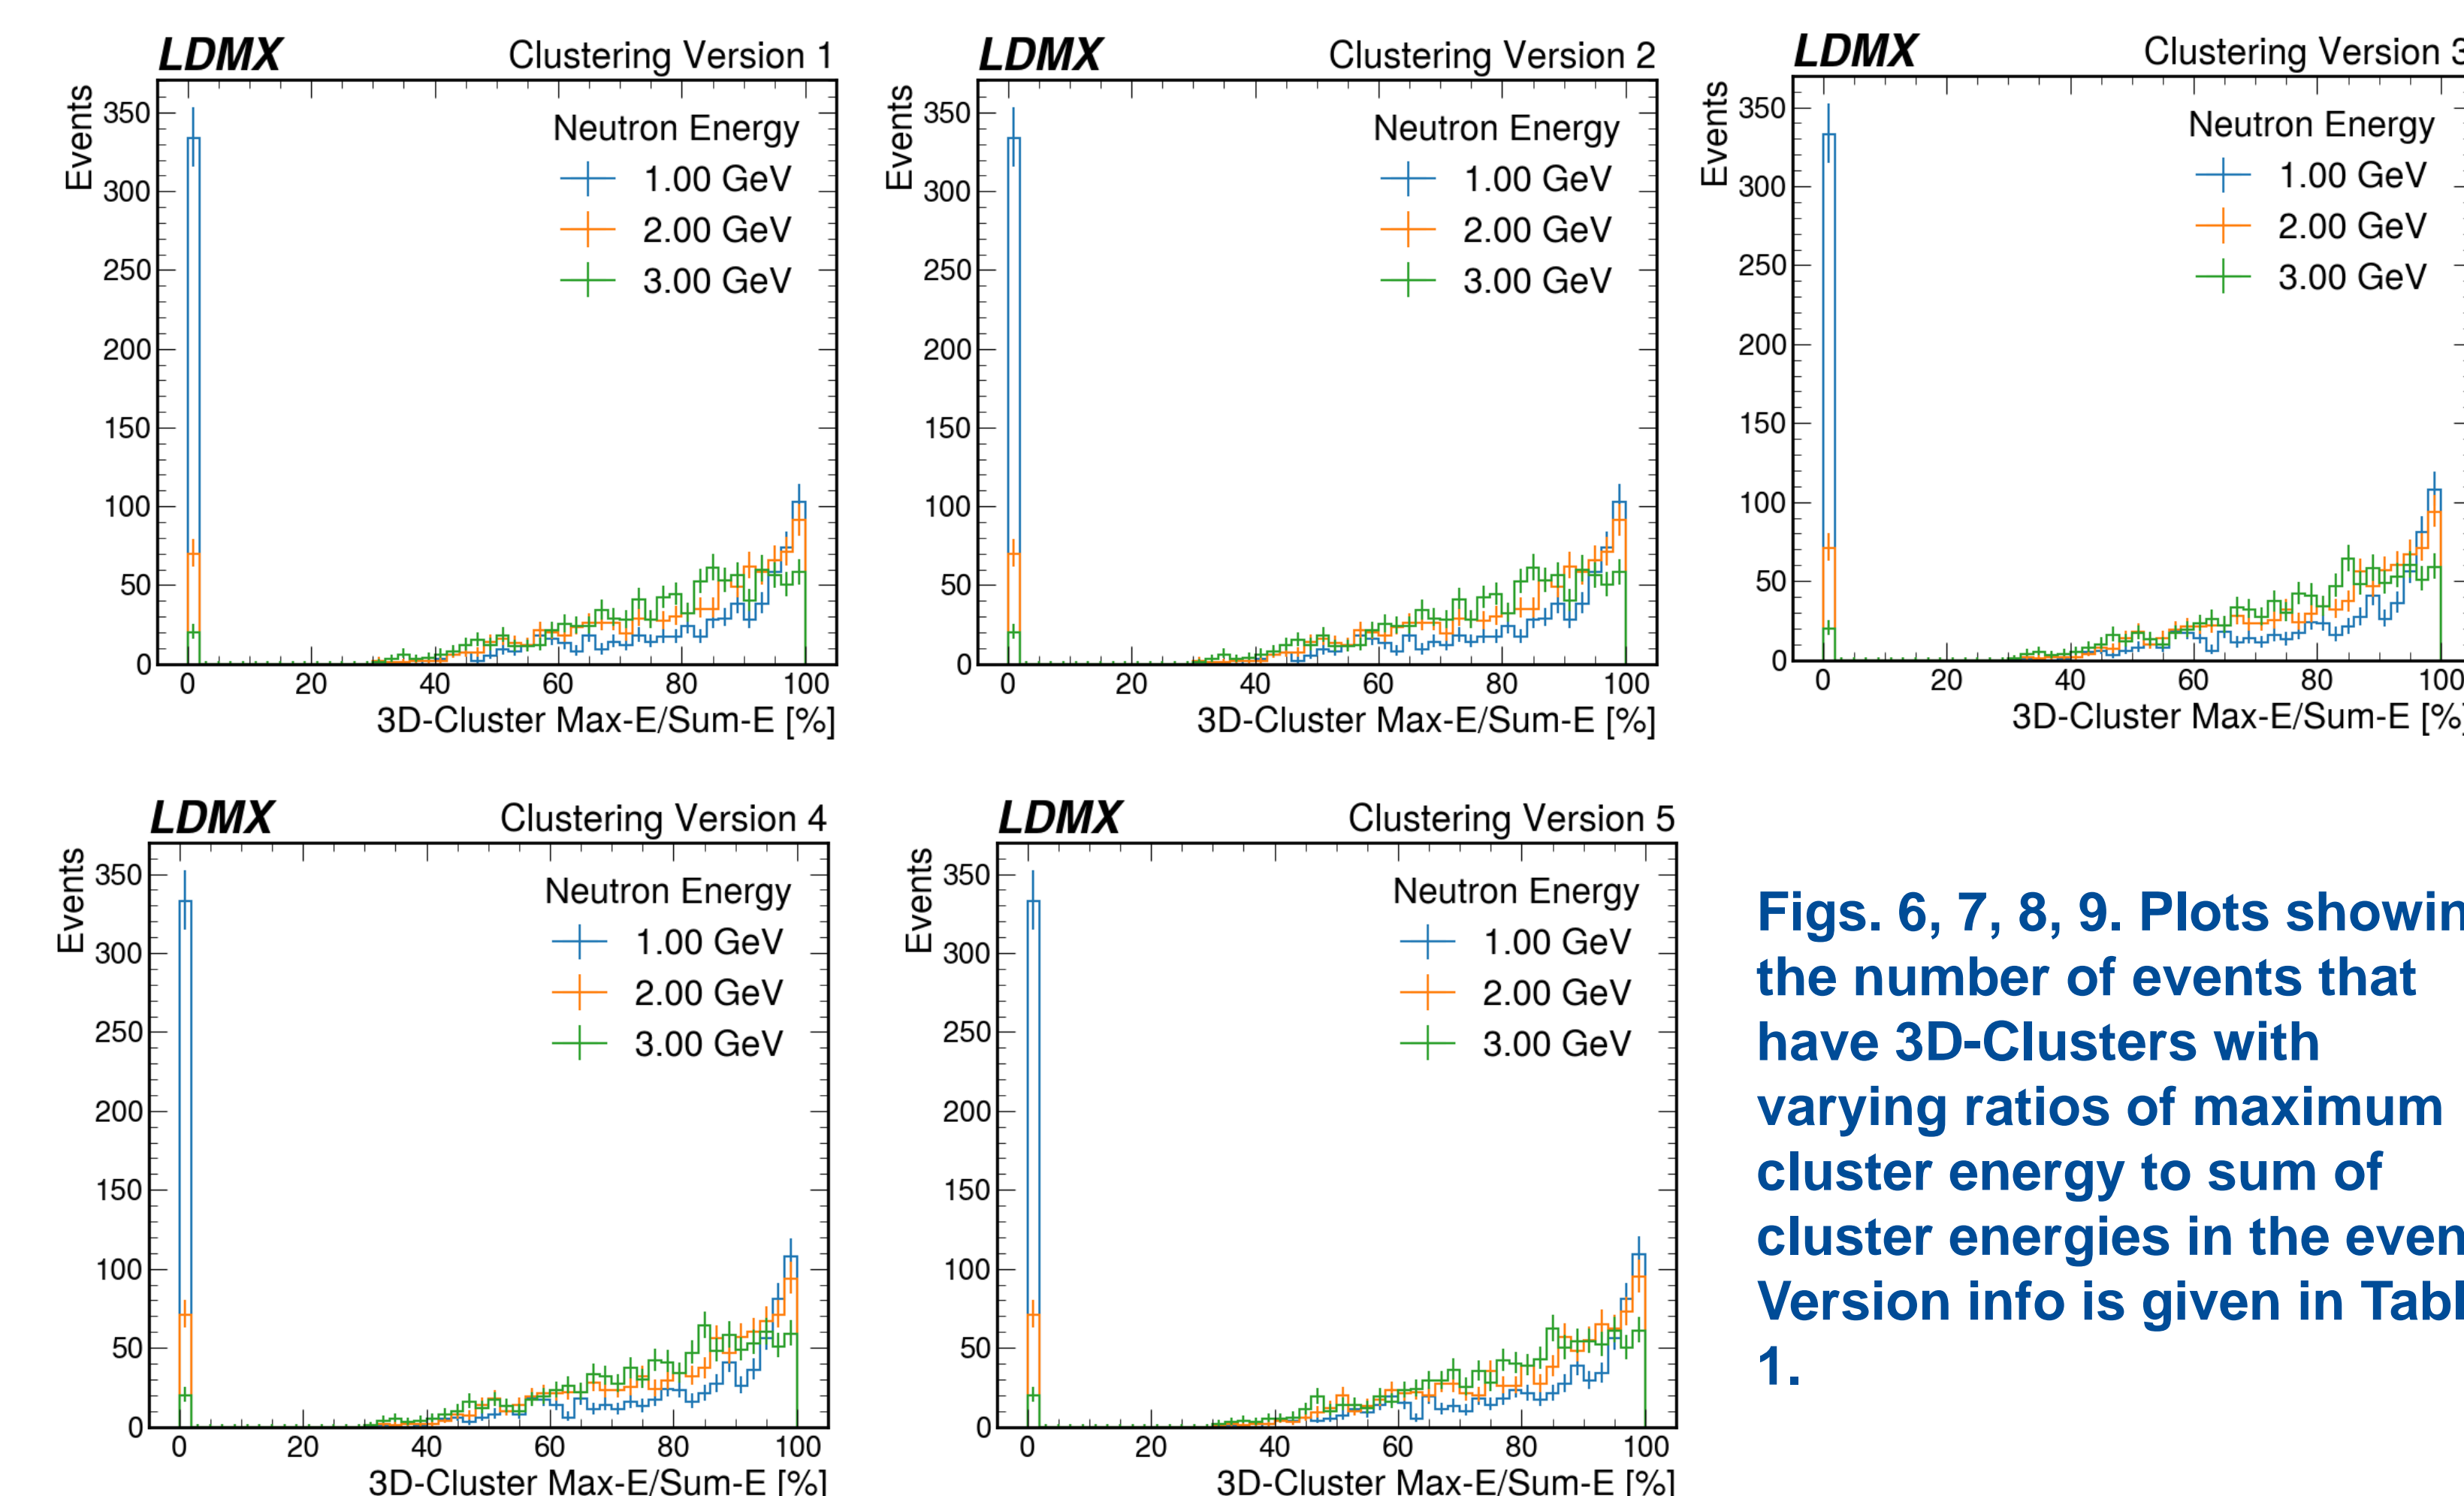 LDMX Clustering Version 1
Events
350
300
250
200
150
100
50
0
Neutron Energy
1.00 GeV
2.00 GeV
3.00 GeV
0 20 40 60 80 100
3D-Cluster Max-E/Sum-E [%]
LDMX Clustering Version 2
Events
350
300
250
200
150
100
50
0
Neutron Energy
1.00 GeV
2.00 GeV
3.00 GeV
0 20 40 60 80 100
3D-Cluster Max-E/Sum-E [%]
LDMX Clustering Version 3
Events
350
300
250
200
150
100
50
0
Neutron Energy
1.00 GeV
2.00 GeV
3.00 GeV
0 20 40 60 80 100
3D-Cluster Max-E/Sum-E [%]
LDMX Clustering Version 4
Events
350
300
250
200
150
100
50
0
Neutron Energy
1.00 GeV
2.00 GeV
3.00 GeV
0 20 40 60 80 100
3D-Cluster Max-E/Sum-E [%]
LDMX Clustering Version 5
Events
350
300
250
200
150
100
50
0
Neutron Energy
1.00 GeV
2.00 GeV
3.00 GeV
0 20 40 60 80 100
3D-Cluster Max-E/Sum-E [%]
Figs. 6, 7, 8, 9. Plots showin
the number of events that
have 3D-Clusters with
varying ratios of maximum
cluster energy to sum of
cluster energies in the even
Version info is given in Tabl
1.